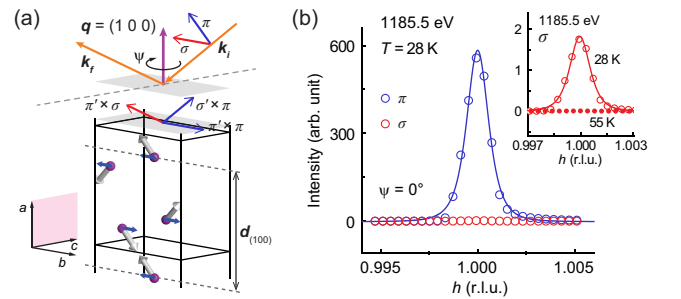 (a)
q = (1 0 0)
π
σ
ψ
k_f
k_i
π′ × σ
σ′ × π
π′ × π
a
c
b
d_(100)
(b)
1185.5 eV
T = 28 K
π
σ
ψ = 0°
Intensity (arb. unit)
600
300
0
0.995
1.000
1.005
h (r.l.u.)
1185.5 eV
σ
28 K
55 K
2
1
0
0.997
1.000
1.003
h (r.l.u.)